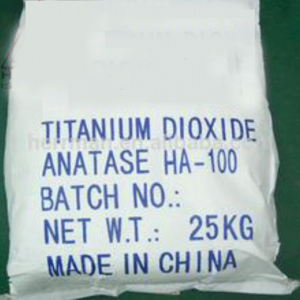 TITANIUM DIOXIDE
ANATASE HA-100
BATCH NO.:
NET W.T.: 25KG
MADE IN CHINA